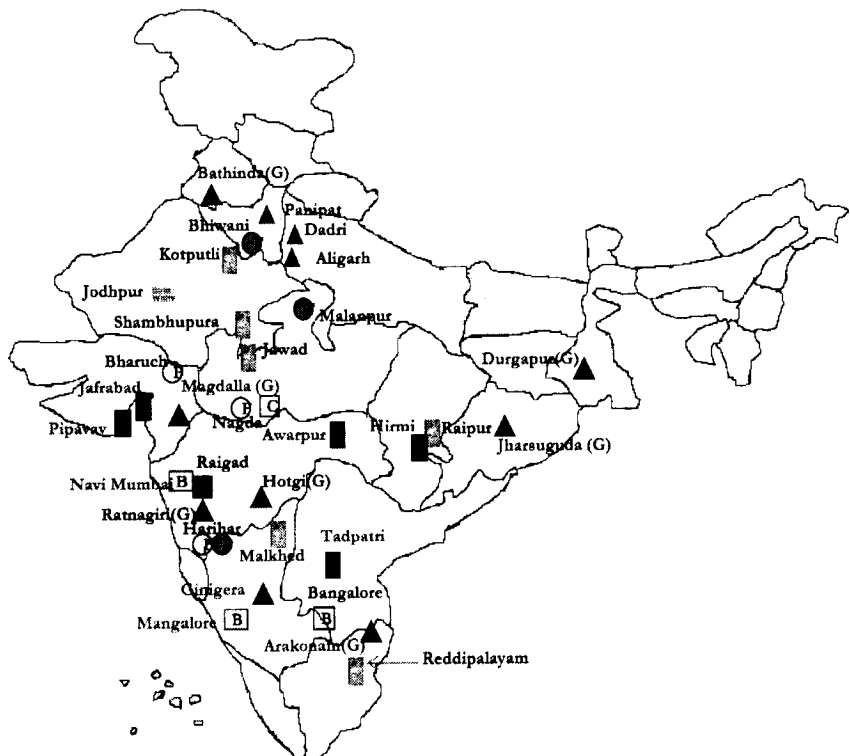 Bathinda(G)
Panipat
Bhiwani
Dadri
Kotputli
Aligarh
Jodhpur
Shambhupura
Malanpur
Jawad
Bharuch
F
Durgapur(G)
Magdalla (G)
Jafrabad
F
C
Nagda
Pipavav
Awarpur
Hirmi
Raipur
Jharsuguda (G)
Raigad
Navi Mumbai
B
Hotgi(G)
Ratnagiri(G)
Harihar
Malkhed
Tadpatri
Ginigera
Bangalore
Mangalore
B
B
Arakonam(G)
Reddipalayam